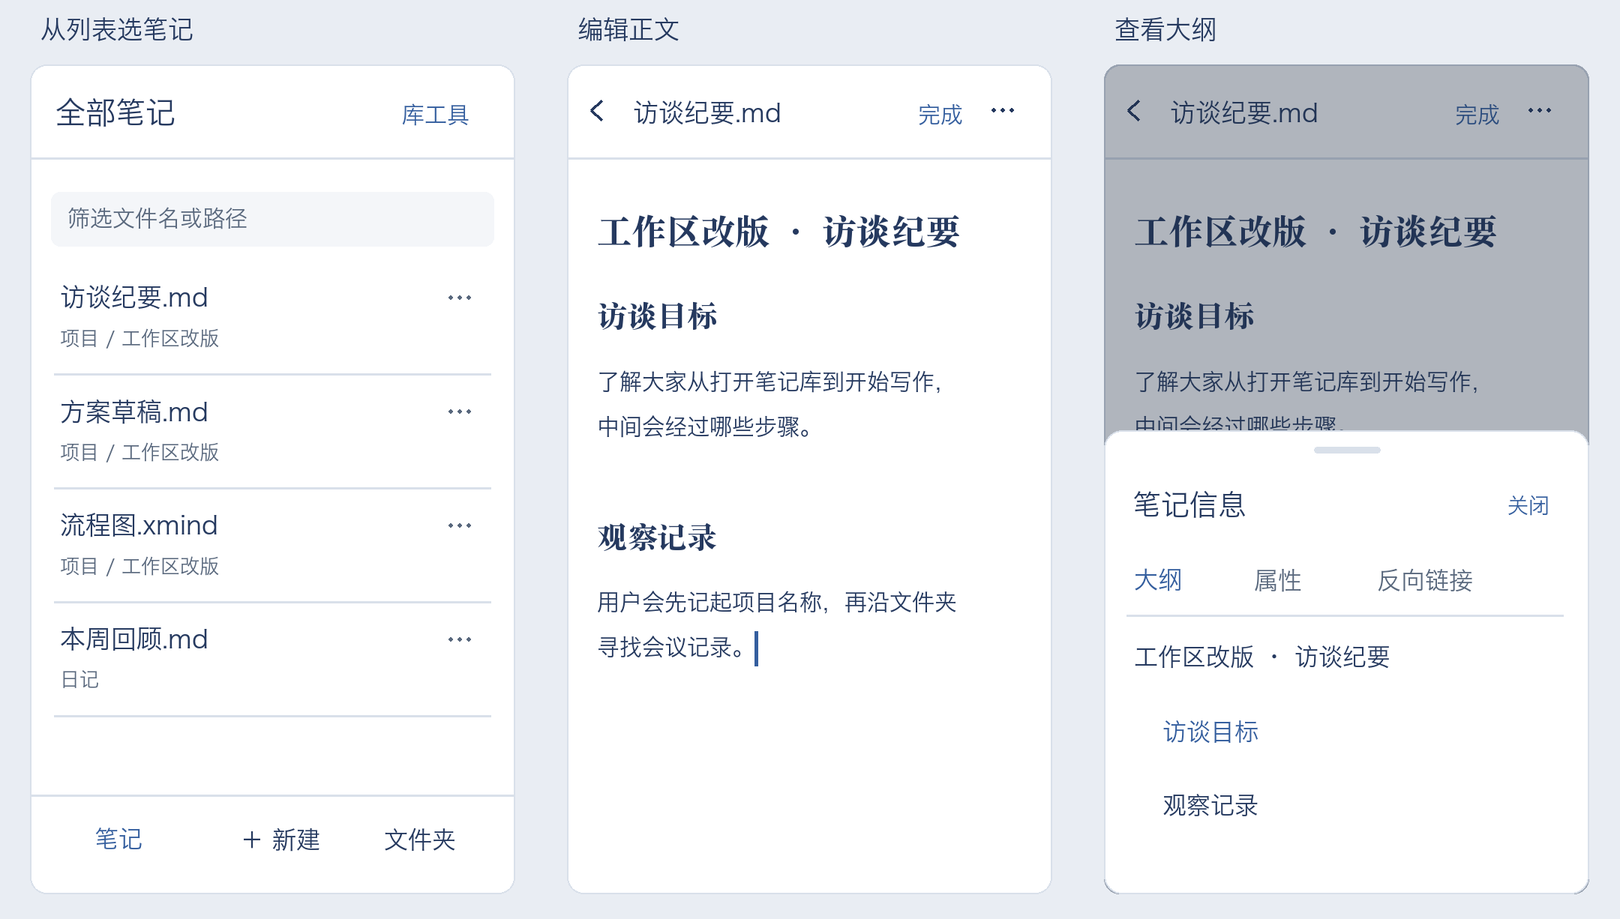 从列表选笔记
全部笔记
库工具
筛选文件名或路径
访谈纪要.md
项目 / 工作区改版
方案草稿.md
项目 / 工作区改版
流程图.xmind
项目 / 工作区改版
本周回顾.md
日记
笔记
+ 新建
文件夹
编辑正文
访谈纪要.md
完成
工作区改版 · 访谈纪要
访谈目标
了解大家从打开笔记库到开始写作，
中间会经过哪些步骤。
观察记录
用户会先记起项目名称，再沿文件夹
寻找会议记录。
查看大纲
访谈纪要.md
完成
工作区改版 · 访谈纪要
访谈目标
了解大家从打开笔记库到开始写作，
中间会经过哪些步骤。
笔记信息
关闭
大纲
属性
反向链接
工作区改版 · 访谈纪要
访谈目标
观察记录